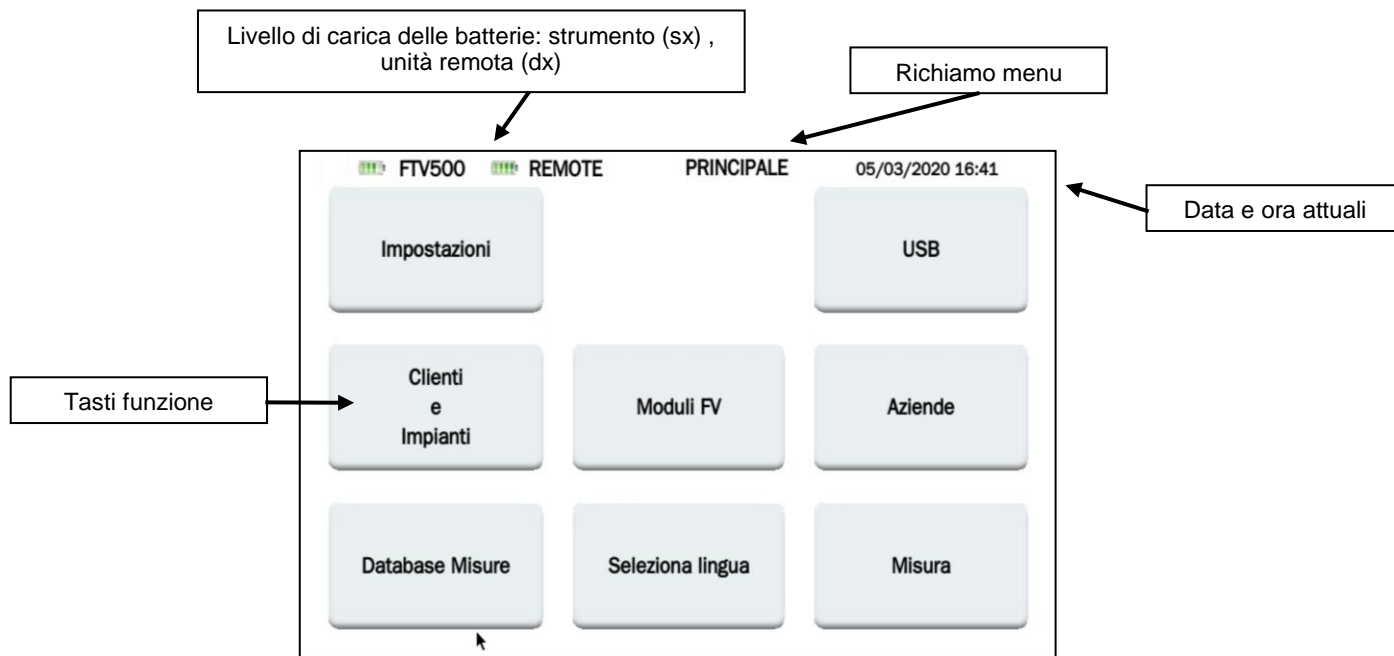 Livello di carica delle batterie: strumento (sx) ,
unità remota (dx)
Richiamo menu
FTV500 REMOTE PRINCIPALE 05/03/2020 16:41
Data e ora attuali
Impostazioni
USB
Tasti funzione
Clienti
e
Impianti
Moduli FV
Aziende
Database Misure
Seleziona lingua
Misura